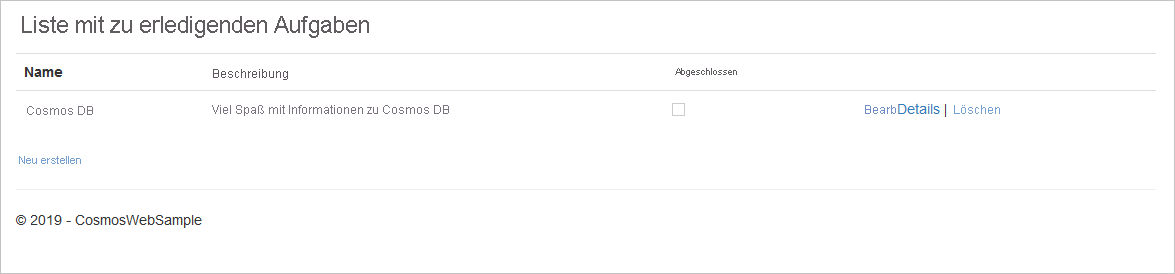 Liste mit zu erledigenden Aufgaben
Name Beschreibung Abgeschlossen
Cosmos DB Viel Spaß mit Informationen zu Cosmos DB BearbDetails | Löschen
Neu erstellen
© 2019 - CosmosWebSample